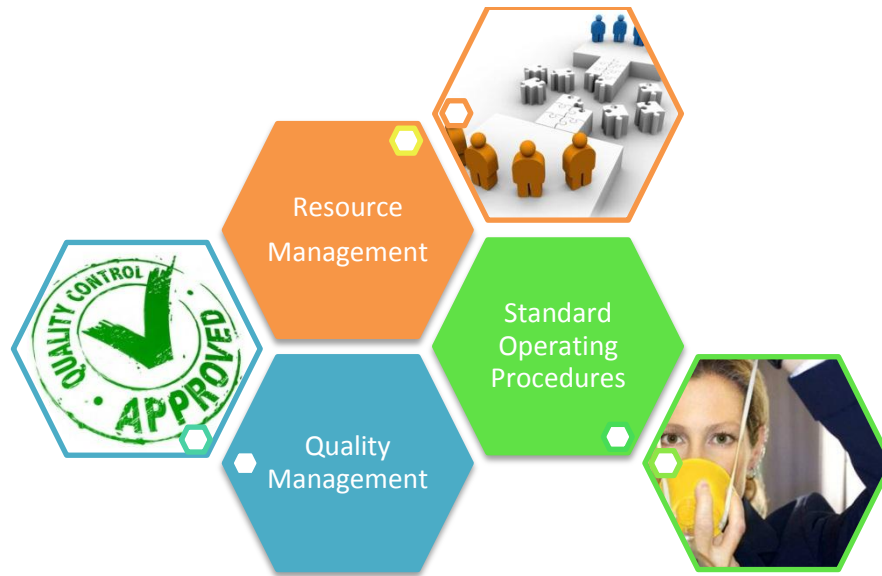 Resource
Management
Standard
Operating
Procedures
QUALITY CONTROL
APPROVED
Quality
Management